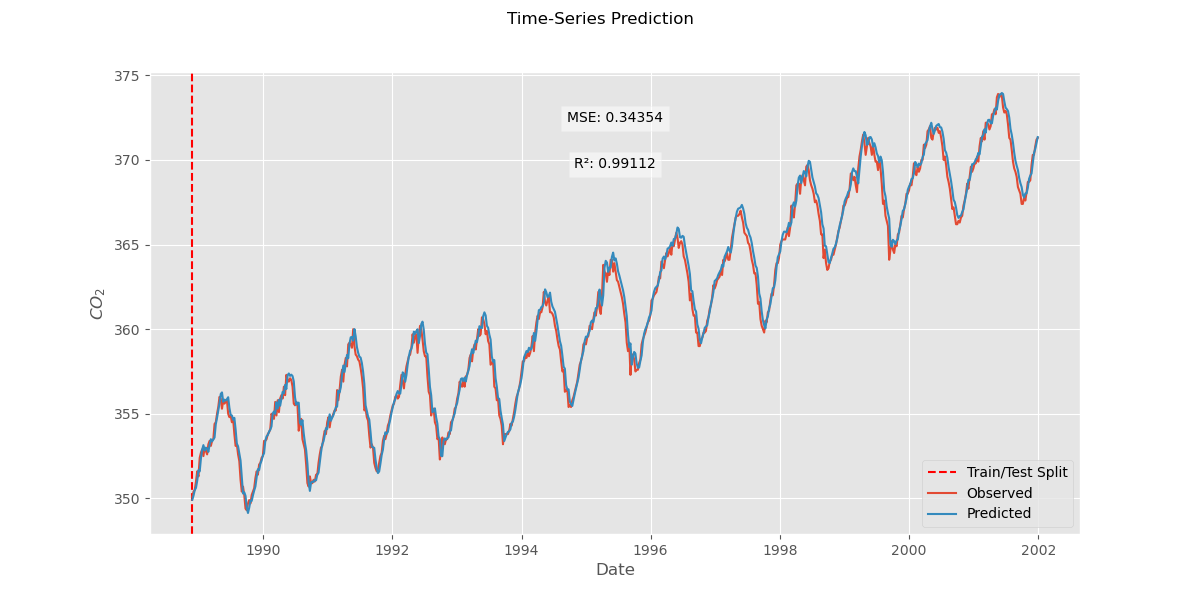 Time-Series Prediction
375
370
365
360
355
350
CO₂
MSE: 0.34354
R²: 0.99112
Train/Test Split
Observed
Predicted
1990 1992 1994 1996 1998 2000 2002
Date